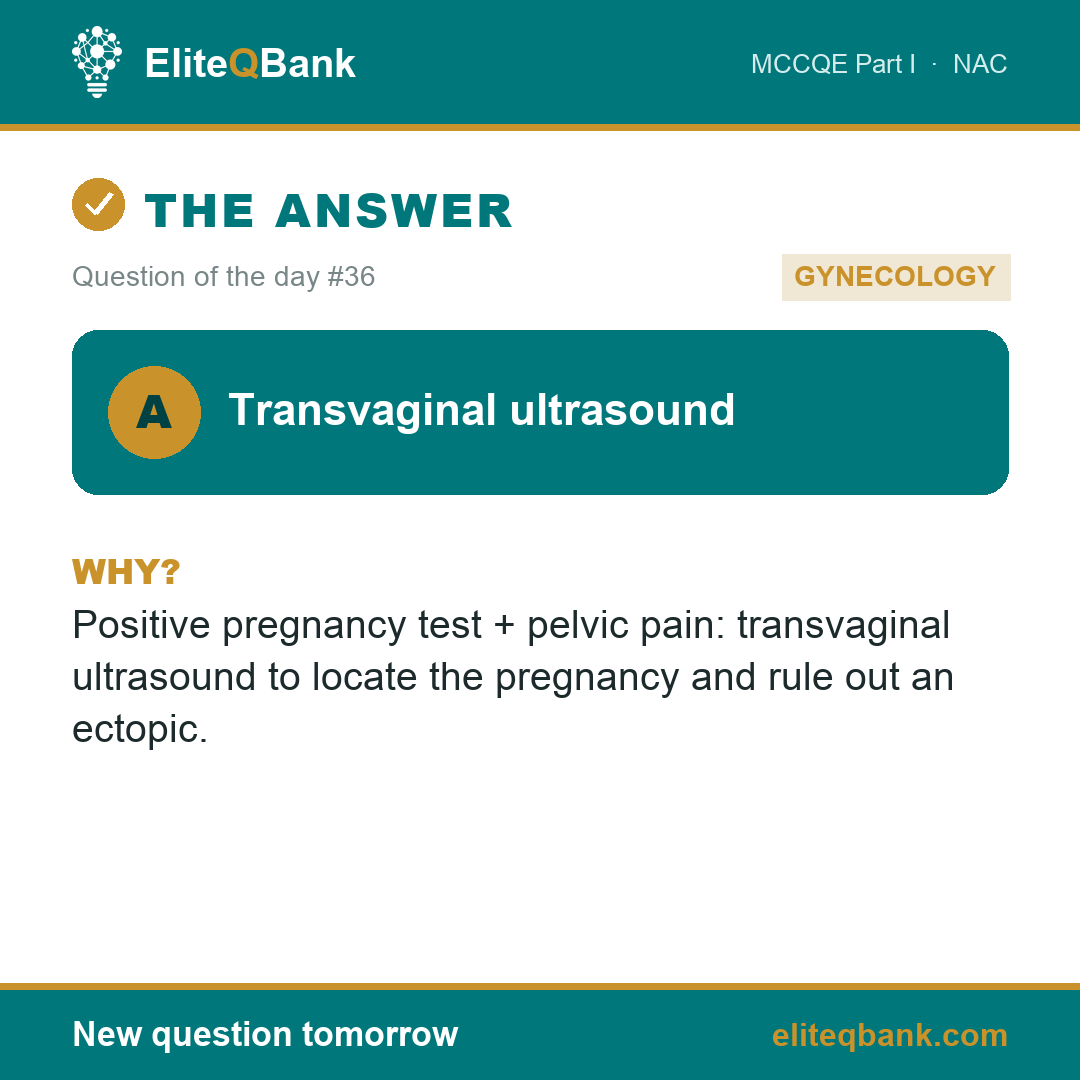 EliteQBank
MCCQE Part I · NAC
THE ANSWER
Question of the day #36
GYNECOLOGY
A
Transvaginal ultrasound
WHY?
Positive pregnancy test + pelvic pain: transvaginal
ultrasound to locate the pregnancy and rule out an
ectopic.
New question tomorrow
eliteqbank.com